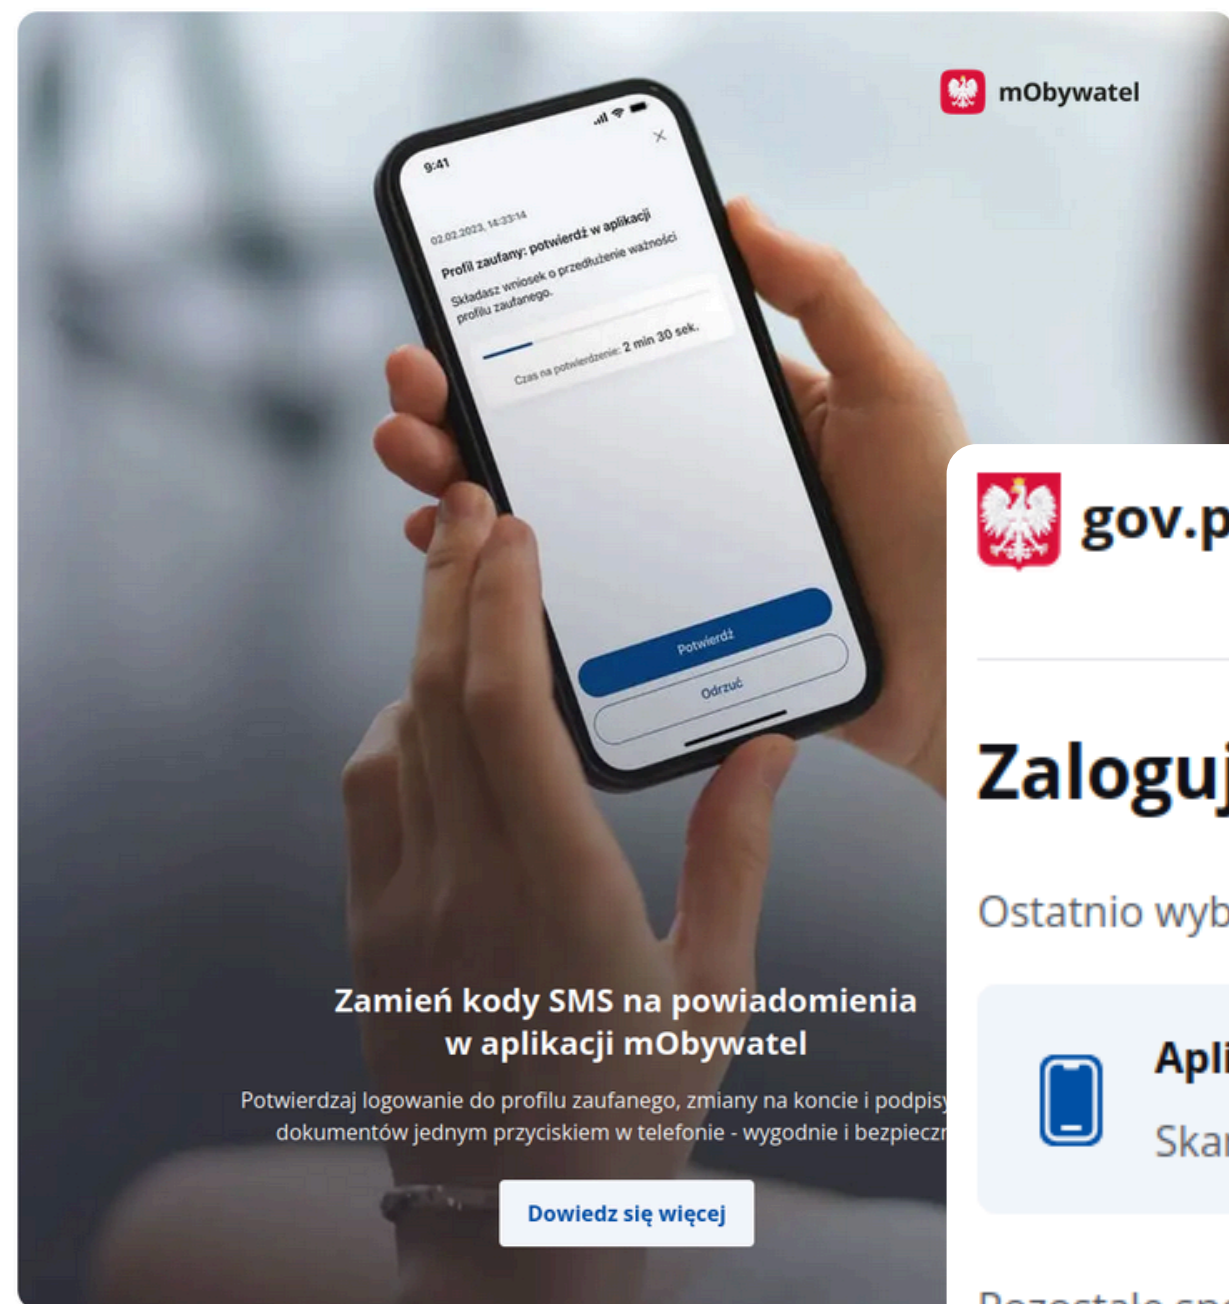 mObywatel
9:41
02.02.2023, 14:33:14
Profil zaufany: potwierdź w aplikacji
Składasz wniosek o przedłużenie ważności
profilu zaufanego.
Czas na potwierdzenie: 2 min 30 sek.
Potwierdź
Odrzuć
Zamień kody SMS na powiadomienia
w aplikacji mObywatel
Potwierdzaj logowanie do profilu zaufanego, zmiany na koncie i podpisy
dokumentów jednym przyciskiem w telefonie - wygodnie i bezpieczn
Dowiedz się więcej
gov.p
Zaloguj
Ostatnio wyb
Apli
Skan